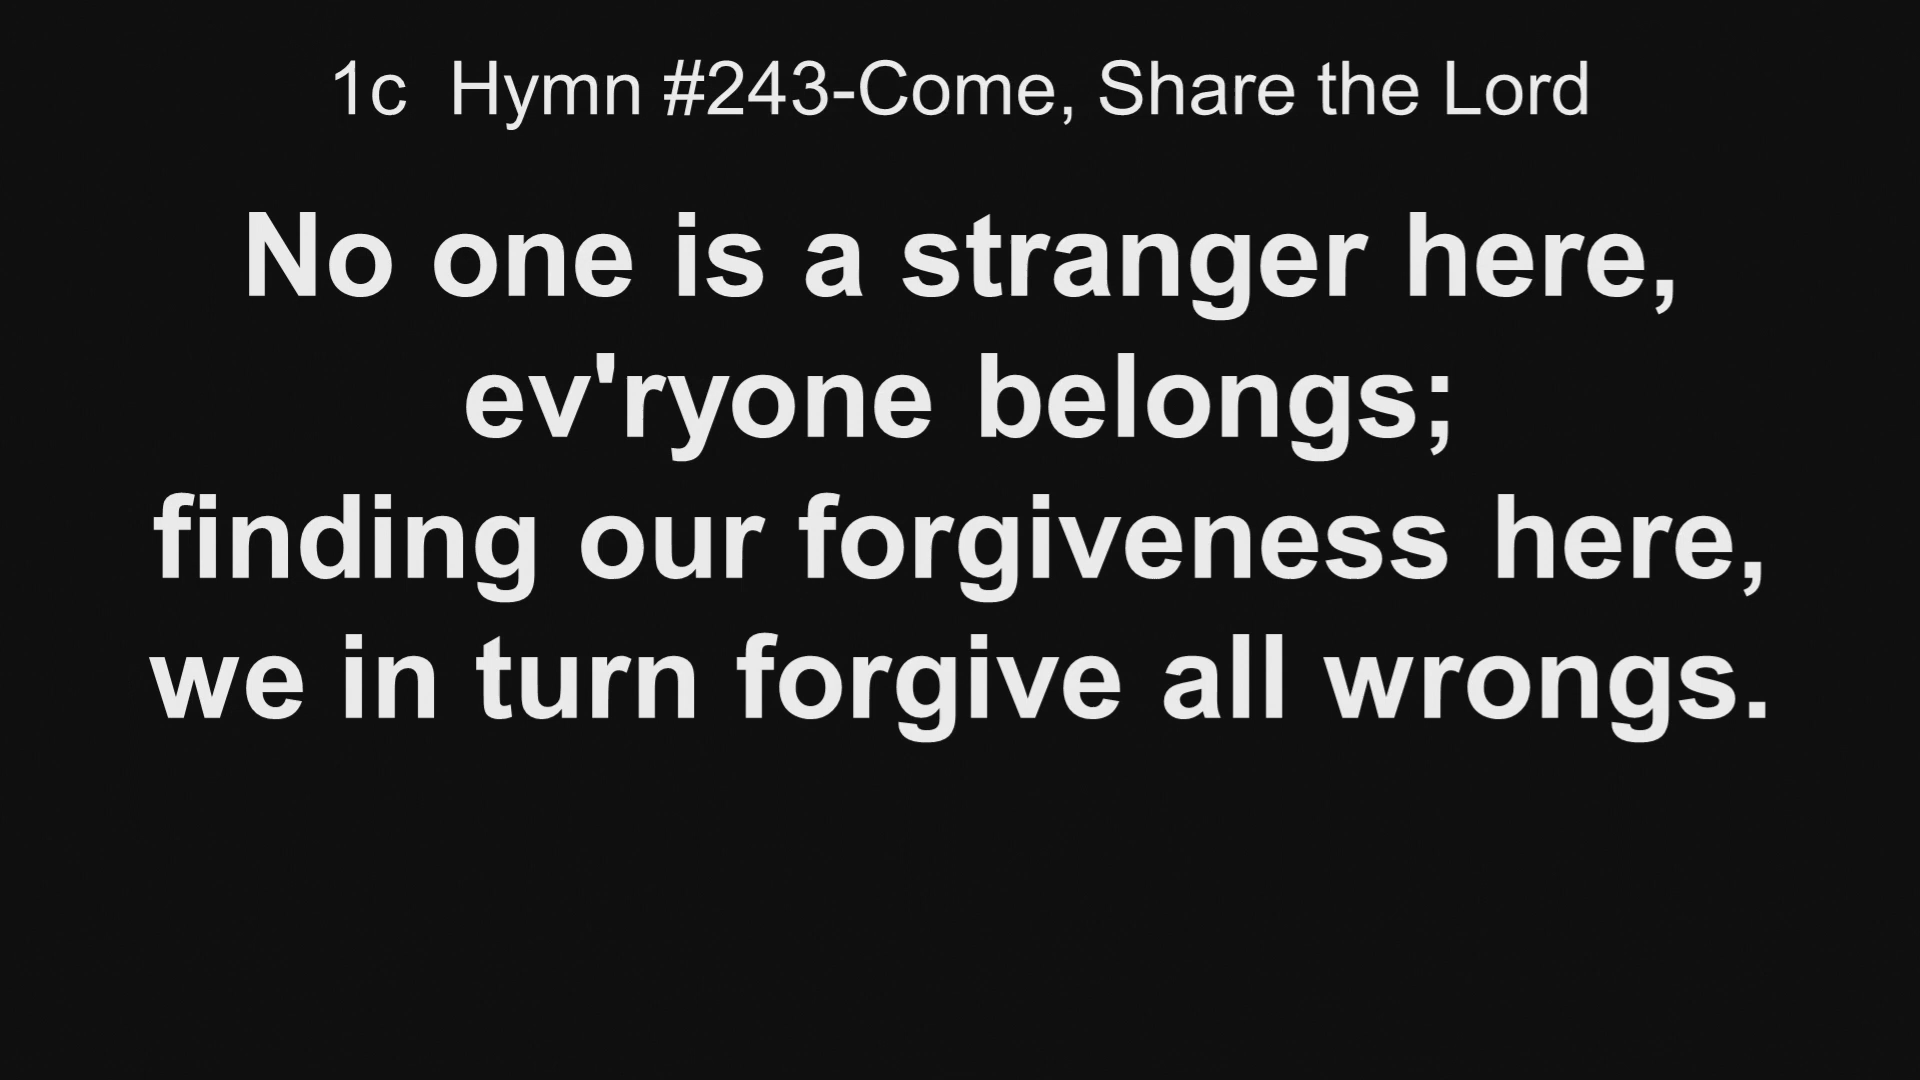 1c  Hymn #243-Come, Share the Lord
No one is a stranger here,
ev'ryone belongs;
finding our forgiveness here,
we in turn forgive all wrongs.